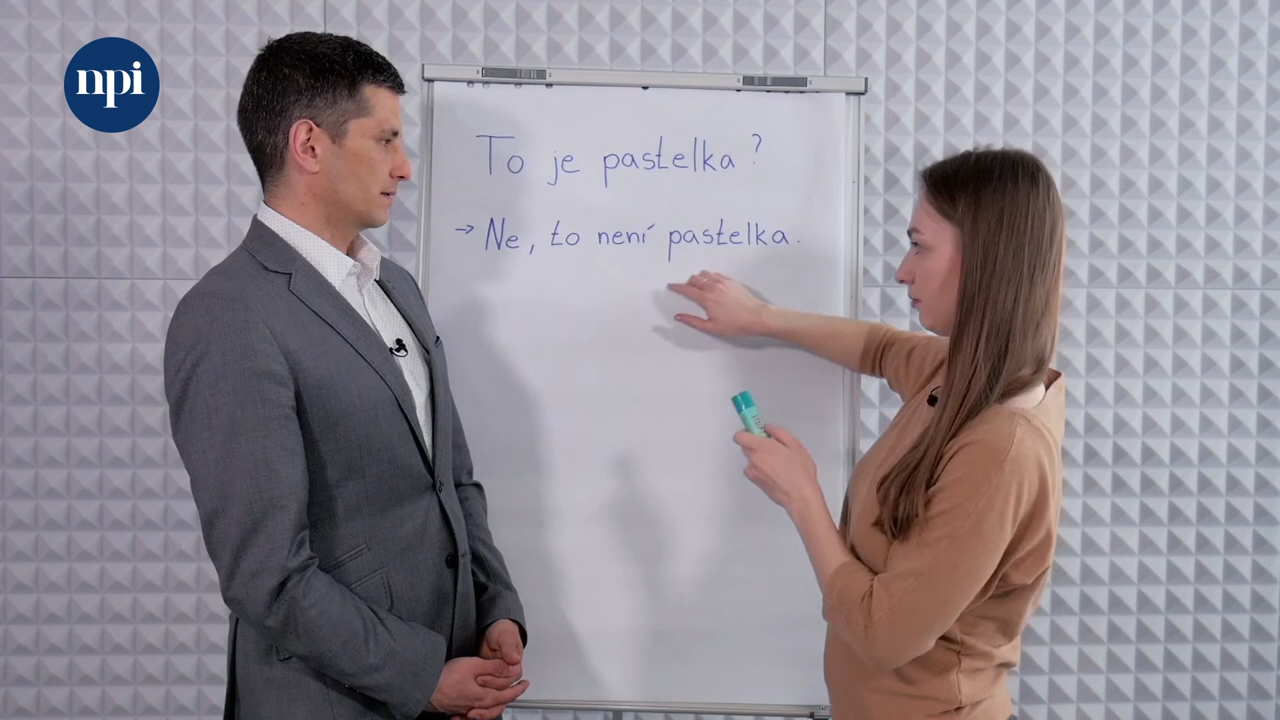 npi
To je pastelka?
→ Ne, to není pastelka.